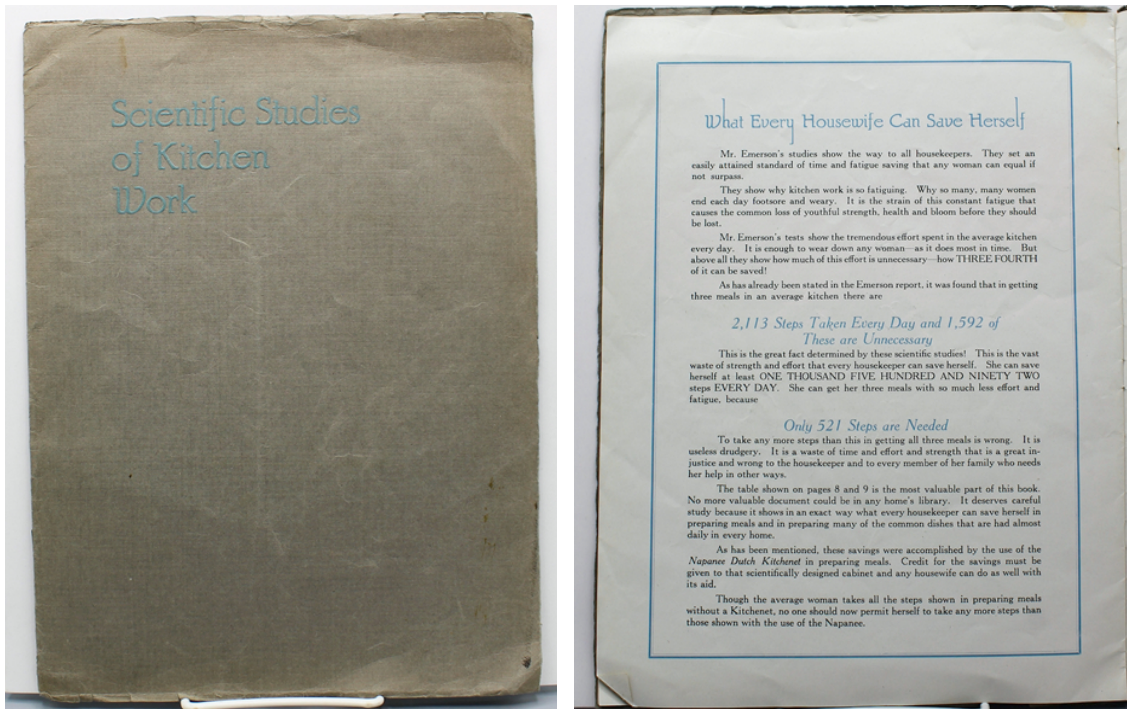 Scientific Studies
of Kitchen
Work
What Every Housewife Can Save Herself
Mr. Emerson's studies show the way to all housekeepers. They set an
easily attained standard of time and fatigue saving that any woman can equal if
not surpass.
They show why kitchen work is so fatiguing. Why so many, many women
end each day footsore and weary. It is the strain of this constant fatigue that
causes the common loss of youthful strength, health and bloom before they should
be lost.
Mr. Emerson's tests show the tremendous effort spent in the average kitchen
every day. It is enough to wear down any woman—as it does most in time. But
above all they show how much of this effort is unnecessary—how THREE FOURTH
of it can be saved!
As has already been stated in the Emerson report, it was found that in getting
three meals in an average kitchen there are
2,113 Steps Taken Every Day and 1,592 of
These are Unnecessary
This is the great fact determined by these scientific studies! This is the vast
waste of strength and effort that every housekeeper can save herself. She can save
herself at least ONE THOUSAND FIVE HUNDRED AND NINETY TWO
steps EVERY DAY. She can get her three meals with so much less effort and
fatigue, because
Only 521 Steps are Needed
To take any more steps than this in getting all three meals is wrong. It is
useless drudgery. It is a waste of time and effort and strength that is a great in-
justice and wrong to the housekeeper and to every member of her family who needs
her help in other ways.
The table shown on pages 8 and 9 is the most valuable part of this book.
No more valuable document could be in any home's library. It deserves careful
study because it shows in an exact way what every housekeeper can save herself in
preparing meals and in preparing many of the common dishes that are had almost
daily in every home.
As has been mentioned, these savings were accomplished by the use of the
Napanee Dutch Kitchenet in preparing meals. Credit for the savings must be
given to that scientifically designed cabinet and any housewife can do as well with
its aid.
Though the average woman takes all the steps shown in preparing meals
without a Kitchenet, no one should now permit herself to take any more steps than
those shown with the use of the Napanee.